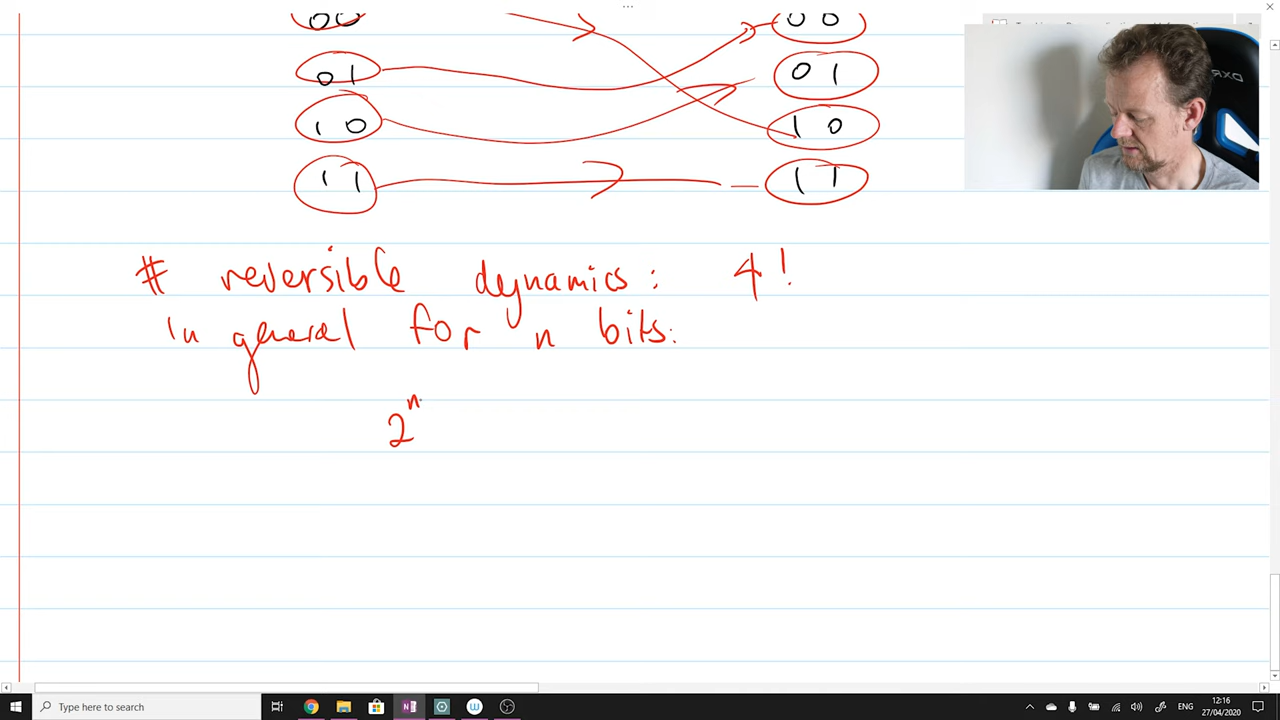 00 00
01 01
10 10
11 11
# reversible dynamics: 4!
In general for n bits:
2^n
Type here to search
ENG
12:16
27/04/2020